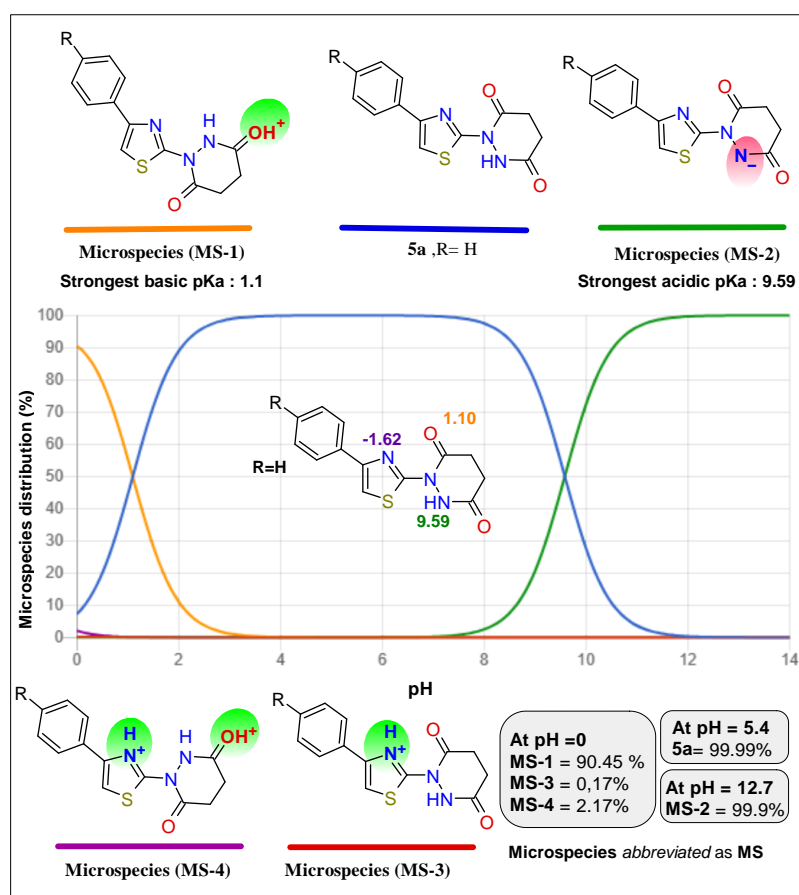 R
N
S
N
H
N
O
OH+
Microspecies (MS-1)
Strongest basic pKa : 1.1
R
N
S
N
HN
O
O
5a ,R= H
R
N
S
N
N
–
O
O
Microspecies (MS-2)
Strongest acidic pKa : 9.59
Microspecies distribution (%)
100
90
80
70
60
50
40
30
20
10
0
R
R=H
-1.62
N
S
N
HN
9.59
O
1.10
O
0
2
4
6
8
10
12
14
pH
R
H
N+
S
N
H
N
O
OH+
Microspecies (MS-4)
R
H
N+
S
N
HN
O
O
Microspecies (MS-3)
At pH =0
MS-1 = 90.45 %
MS-3 = 0,17%
MS-4 = 2.17%
At pH = 5.4
5a= 99.99%
At pH = 12.7
MS-2 = 99.9%
Microspecies abbreviated as MS